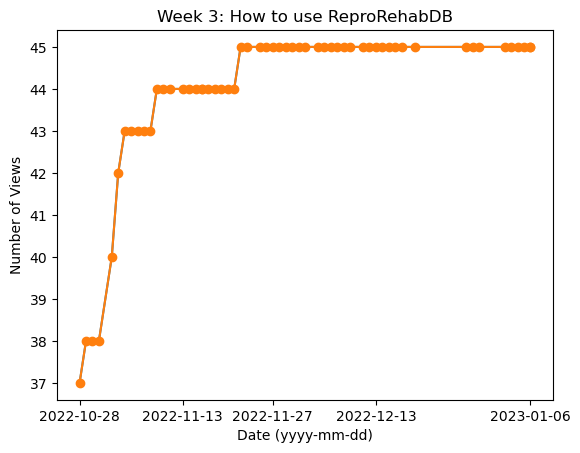 Week 3: How to use ReproRehabDB
Number of Views
45
44
43
42
41
40
39
38
37
2022-10-28 2022-11-13 2022-11-27 2022-12-13 2023-01-06
Date (yyyy-mm-dd)